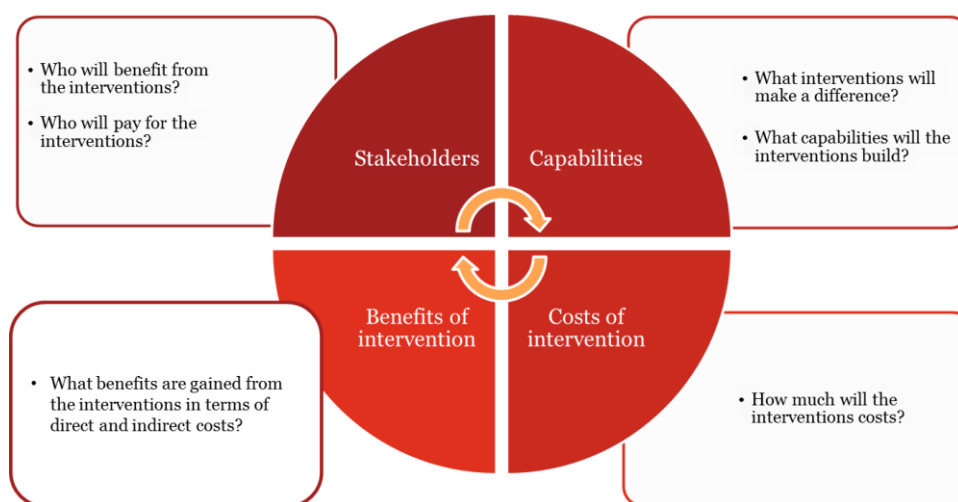 • Who will benefit from
the interventions?
• Who will pay for the
interventions?
Stakeholders
Capabilities
• What interventions will
make a difference?
• What capabilities will the
interventions build?
Benefits of
intervention
Costs of
intervention
• What benefits are gained from
the interventions in terms of
direct and indirect costs?
• How much will the
interventions costs?